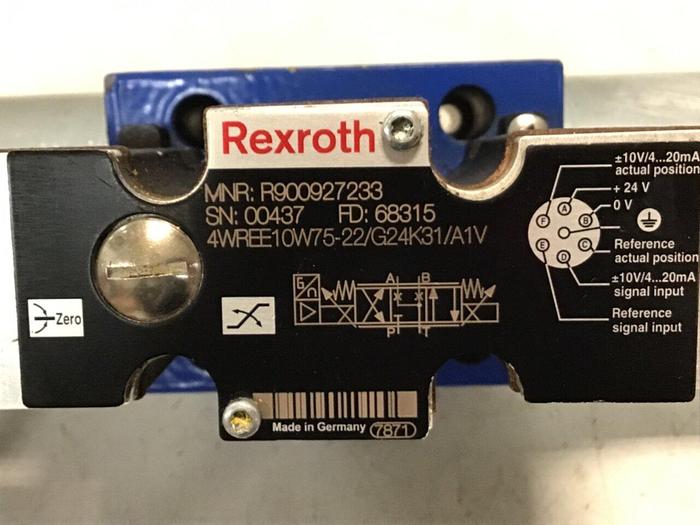 Rexroth
MNR: R900927233
SN: 00437 FD: 68315
4WREE10W75-22/G24K31/A1V
Zero
G
n
A B
P T
±10V/4...20mA
actual position
+ 24 V
0 V
Reference
actual position
±10V/4...20mA
signal input
Reference
signal input
A
B
C
D
E
F
Made in Germany 7871